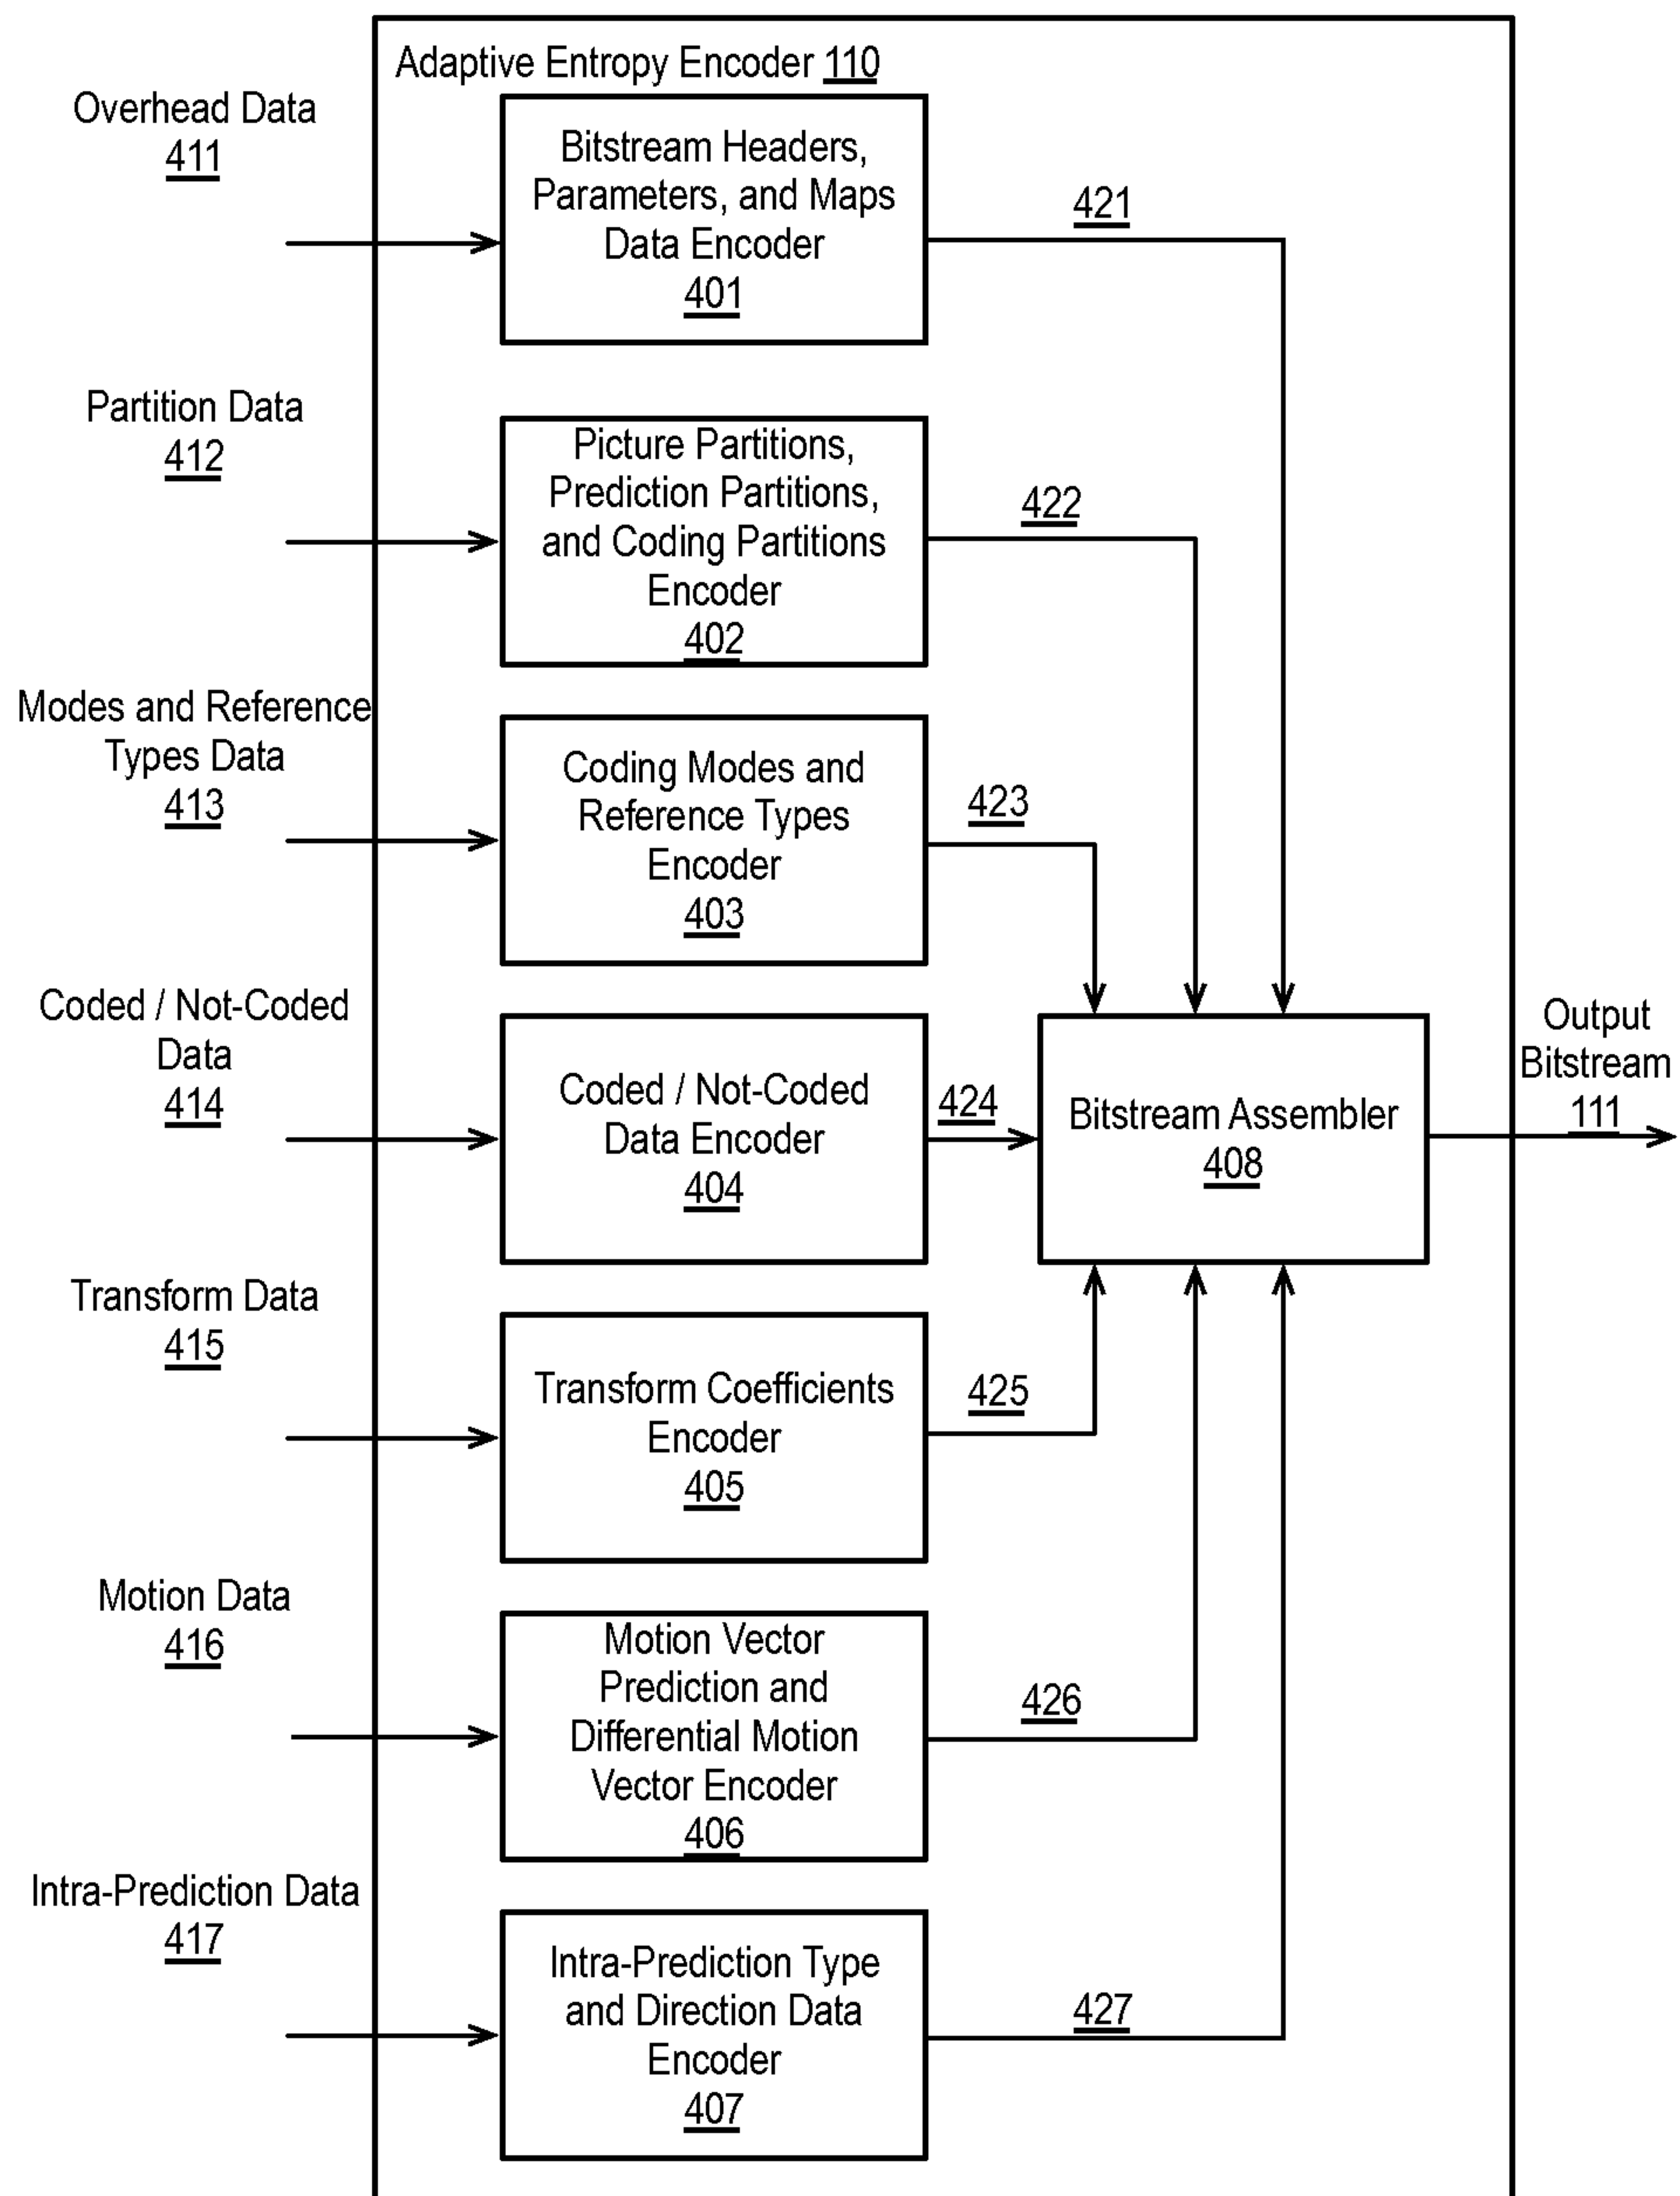 Adaptive Entropy Encoder 110
Overhead Data
411
Bitstream Headers,
Parameters, and Maps
Data Encoder
401
421
Partition Data
412
Picture Partitions,
Prediction Partitions,
and Coding Partitions
Encoder
402
422
Modes and Reference
Types Data
413
Coding Modes and
Reference Types
Encoder
403
423
Coded / Not-Coded
Data
414
Coded / Not-Coded
Data Encoder
404
424
Bitstream Assembler
408
Output
Bitstream
111
Transform Data
415
Transform Coefficients
Encoder
405
425
Motion Data
416
Motion Vector
Prediction and
Differential Motion
Vector Encoder
406
426
Intra-Prediction Data
417
Intra-Prediction Type
and Direction Data
Encoder
407
427